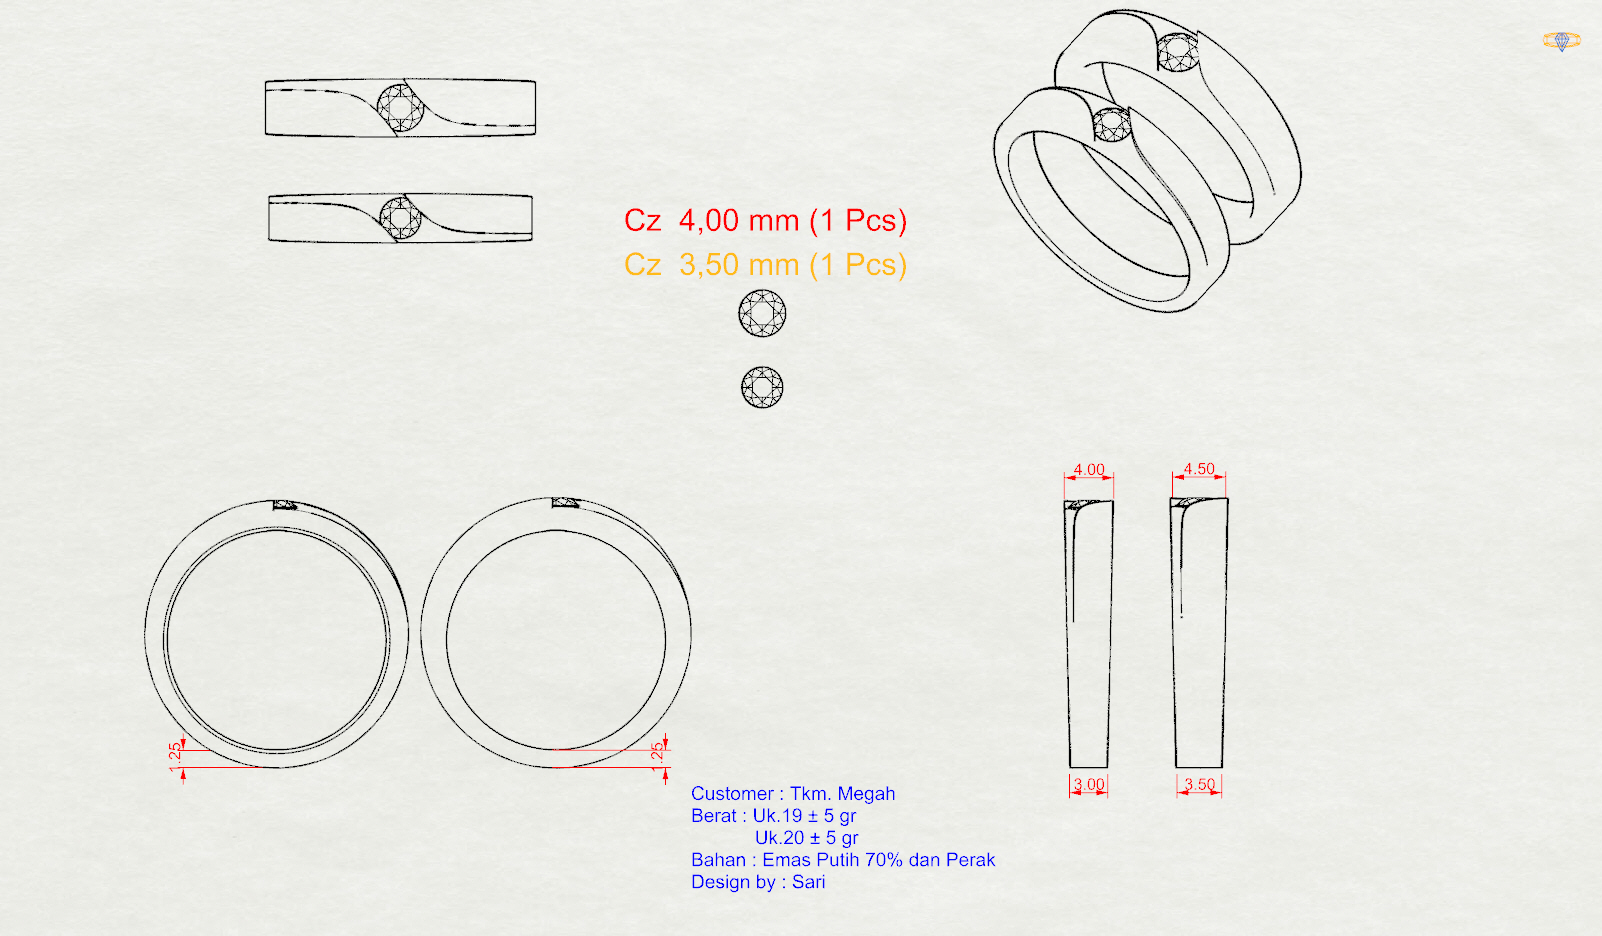 Cz 4,00 mm (1 Pcs)
Cz 3,50 mm (1 Pcs)
4.00
4.50
1.25
1.25
3.00
3.50
Customer : Tkm. Megah
Berat : Uk.19 ± 5 gr
Uk.20 ± 5 gr
Bahan : Emas Putih 70% dan Perak
Design by : Sari